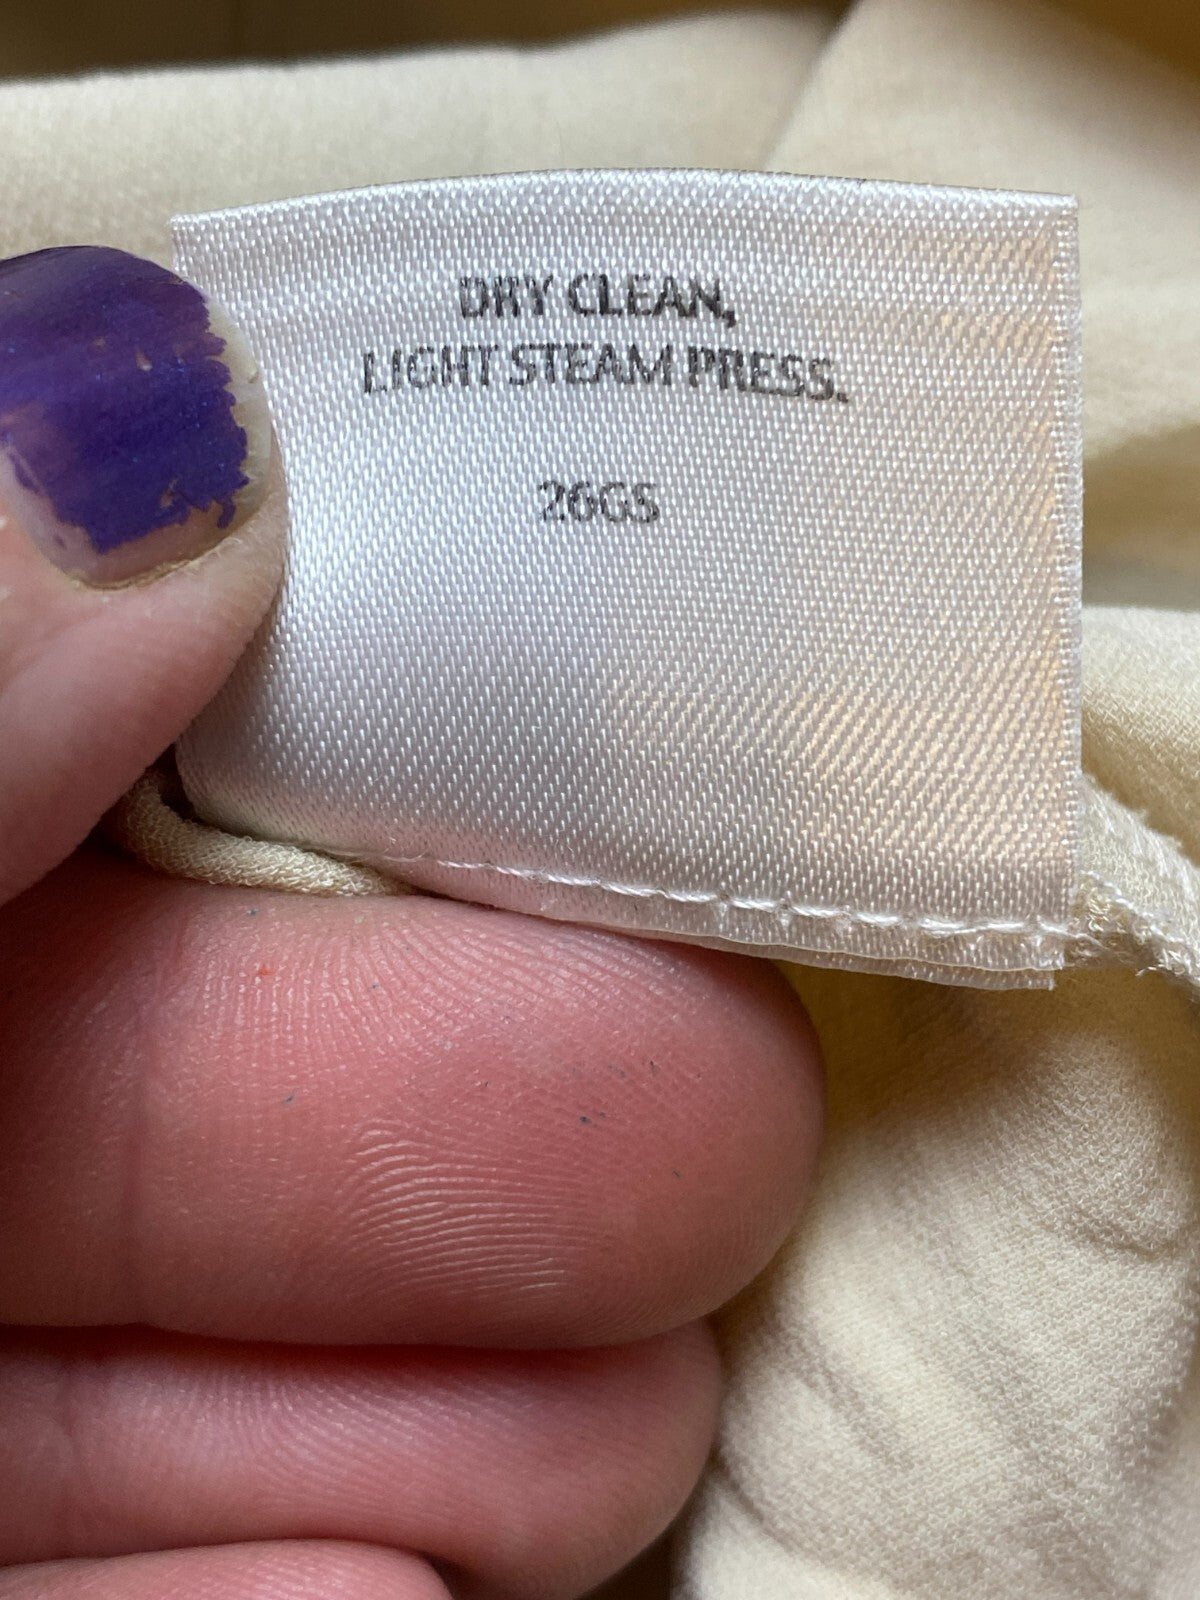 DRY CLEAN,
LIGHT STEAM PRESS.
26GS